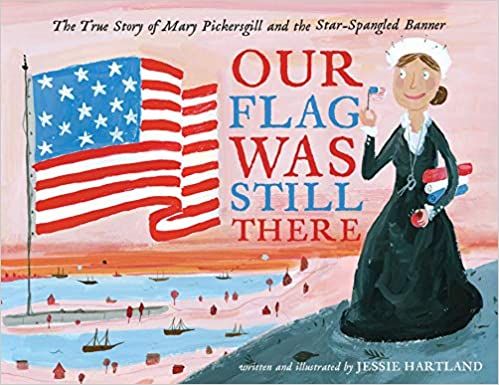 The True Story of Mary Pickersgill and the Star-Spangled Banner
OUR
FLAG
WAS
STILL
THERE
written and illustrated by JESSIE HARTLAND